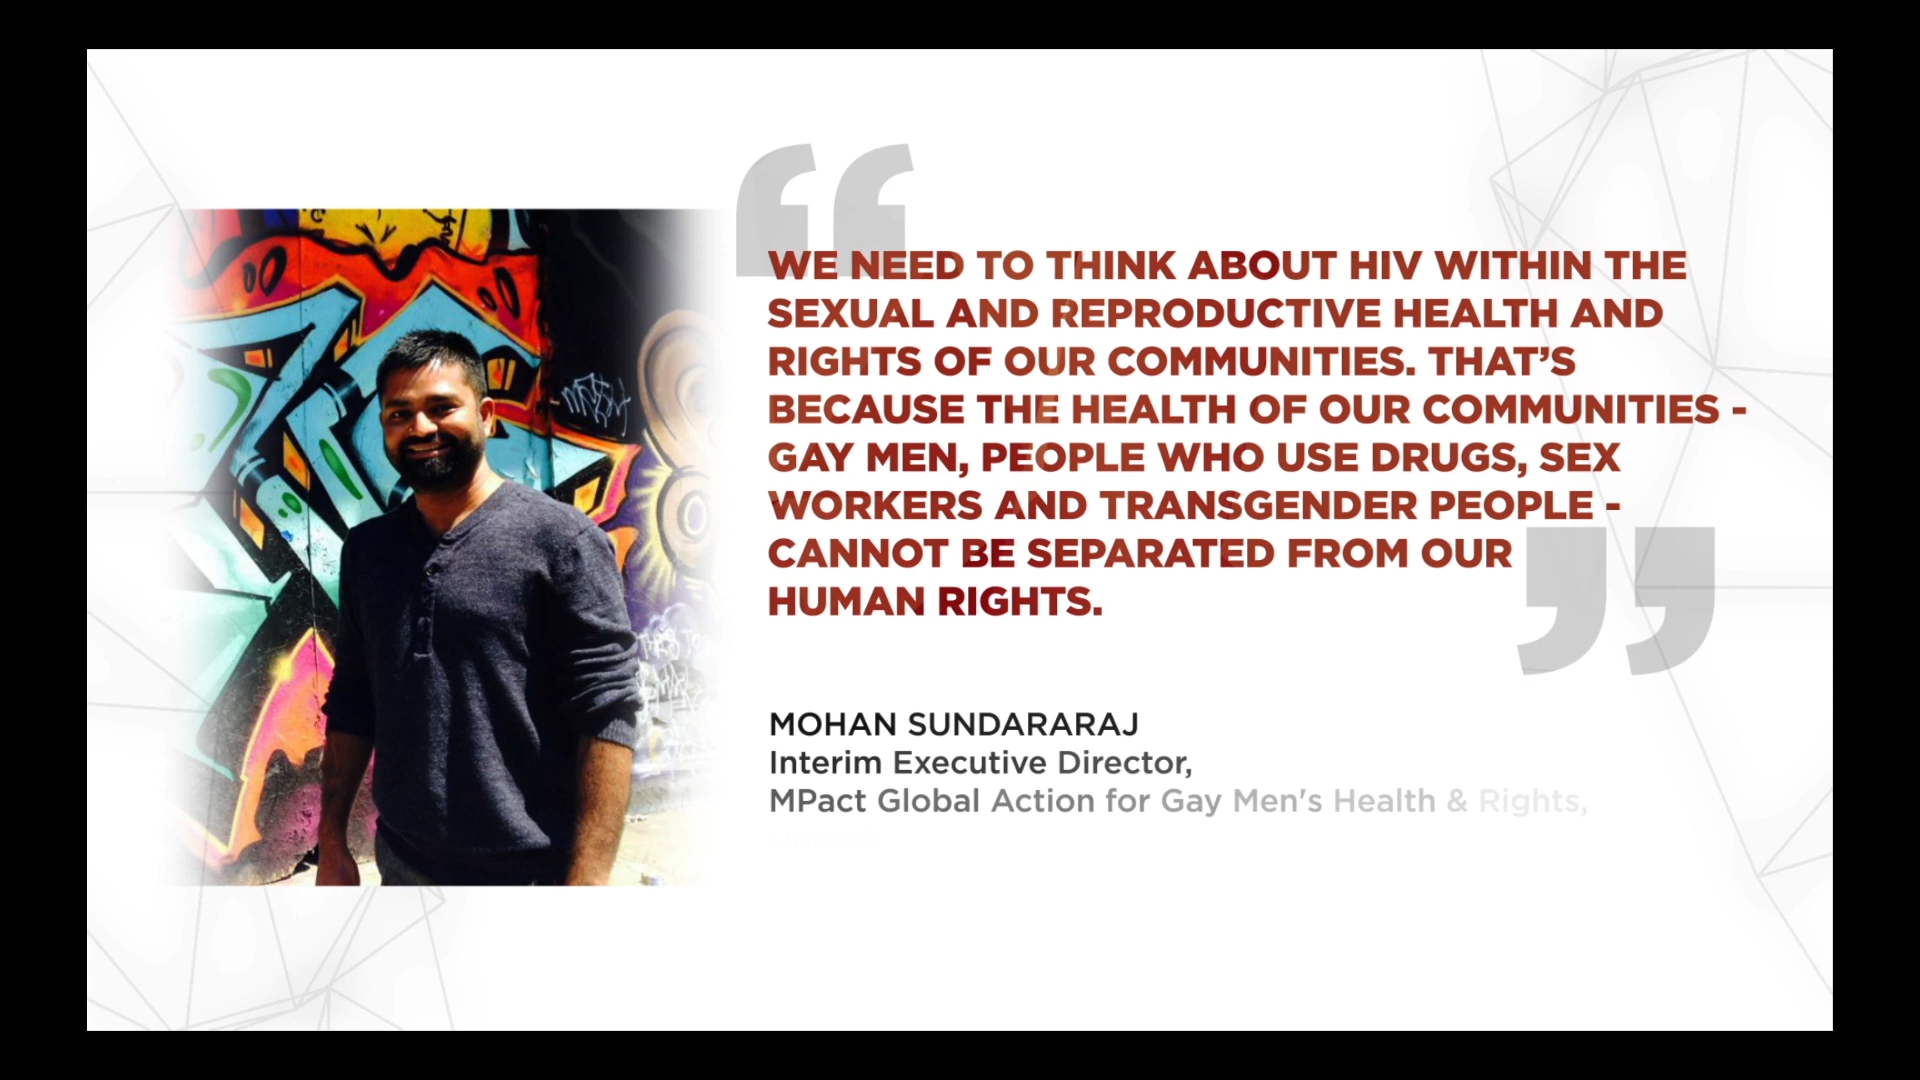 WE NEED TO THINK ABOUT HIV WITHIN THE
SEXUAL AND REPRODUCTIVE HEALTH AND
RIGHTS OF OUR COMMUNITIES. THAT’S
BECAUSE THE HEALTH OF OUR COMMUNITIES -
GAY MEN, PEOPLE WHO USE DRUGS, SEX
WORKERS AND TRANSGENDER PEOPLE -
CANNOT BE SEPARATED FROM OUR
HUMAN RIGHTS.
MOHAN SUNDARARAJ
Interim Executive Director,
MPact Global Action for Gay Men's Health & Rights,